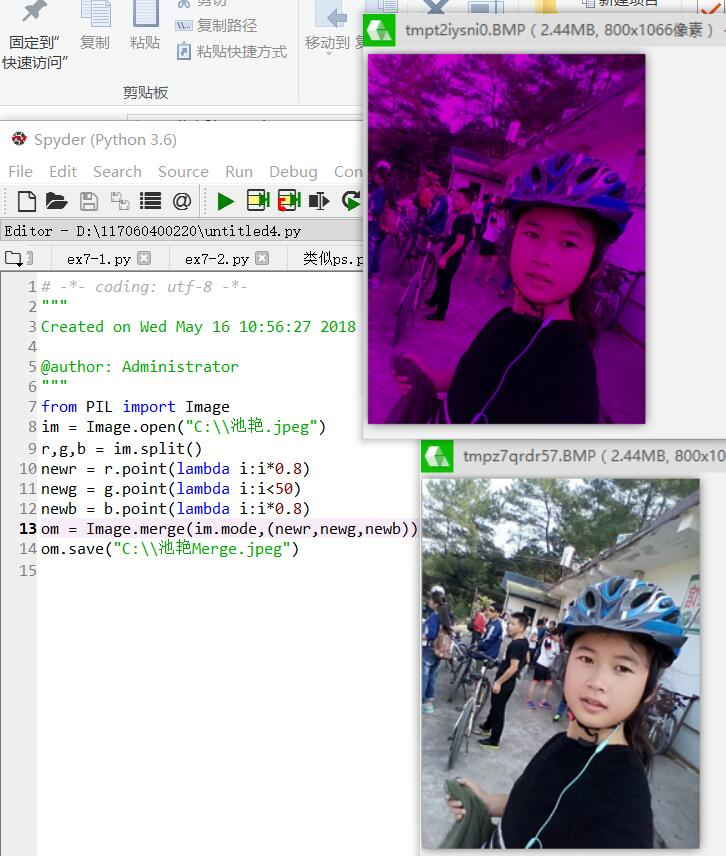 剪切
固定到"
快速访问"
复制
粘贴
复制路径
粘贴快捷方式
移动到
剪贴板
新建项目
tmpt2iysni0.BMP ( 2.44MB, 800x1066像素 ) -
Spyder (Python 3.6)
File Edit Search Source Run Debug Con
Editor - D:\117060400220\untitled4.py
ex7-1.py ex7-2.py 类似ps.p
1 # -*- coding: utf-8 -*-
2 """
3 Created on Wed May 16 10:56:27 2018
4
5 @author: Administrator
6 """
7 from PIL import Image
8 im = Image.open("C:\\池艳.jpeg")
9 r,g,b = im.split()
10 newr = r.point(lambda i:i*0.8)
11 newg = g.point(lambda i:i<50)
12 newb = b.point(lambda i:i*0.8)
13 om = Image.merge(im.mode,(newr,newg,newb))
14 om.save("C:\\池艳Merge.jpeg")
15
tmpz7qrdr57.BMP ( 2.44MB, 800x10